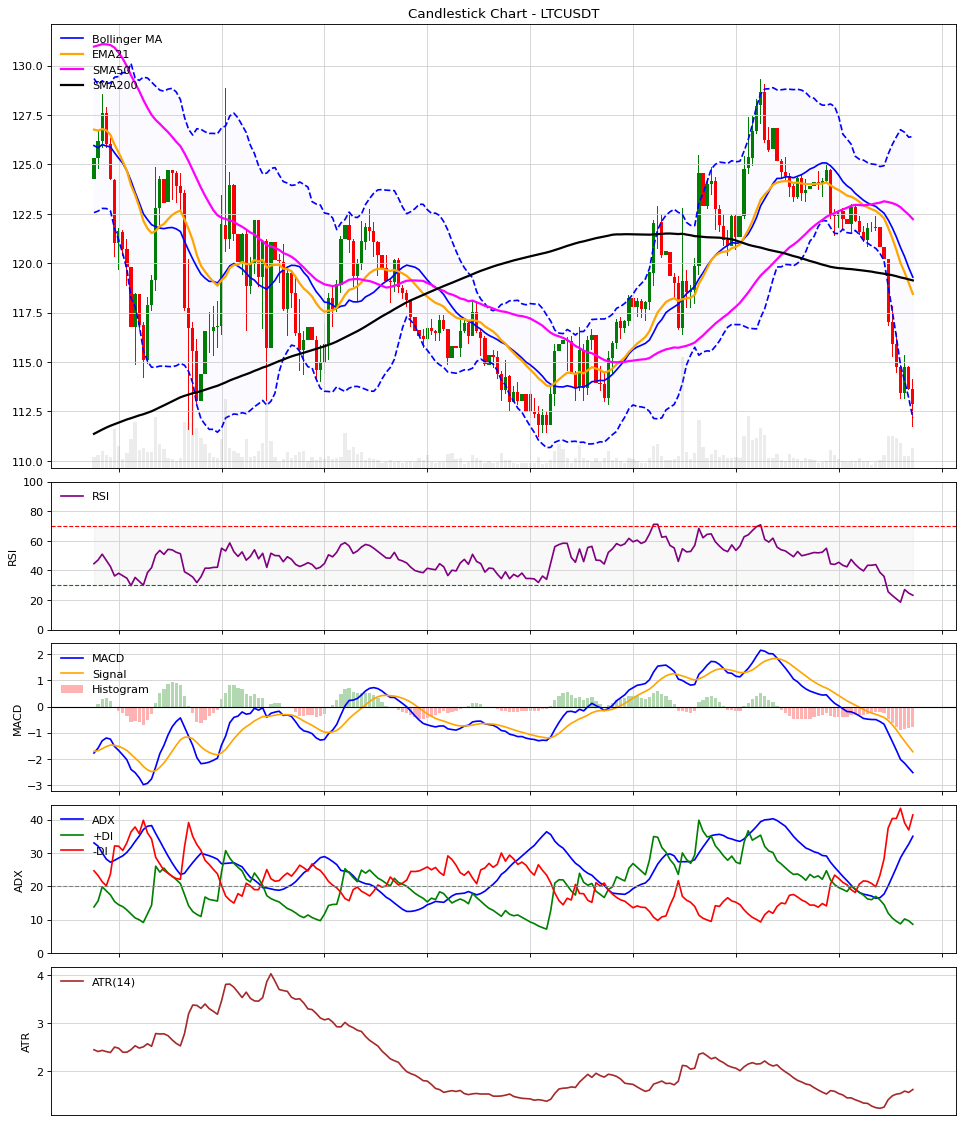 Candlestick Chart - LTCUSDT
Bollinger MA
EMA21
SMA50
SMA200
130.0
127.5
125.0
122.5
120.0
117.5
115.0
112.5
110.0
RSI
RSI
100
80
60
40
20
0
MACD
Signal
Histogram
MACD
2
1
0
−1
−2
−3
ADX
+DI
-DI
ADX
40
30
20
10
0
ATR(14)
ATR
4
3
2